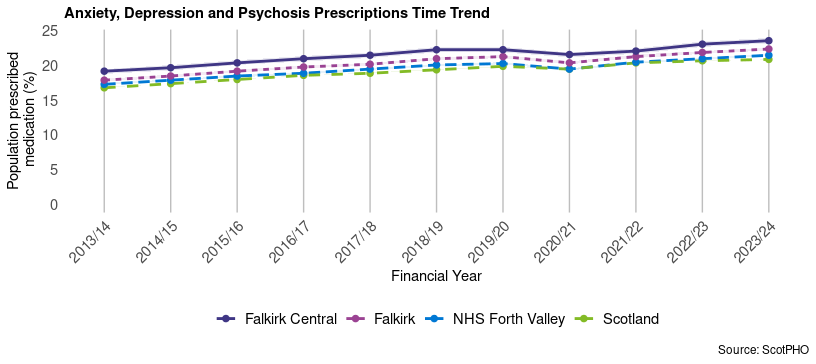 Anxiety, Depression and Psychosis Prescriptions Time Trend
Population prescribed
medication (%)
25
20
15
10
5
0
2013/14
2014/15
2015/16
2016/17
2017/18
2018/19
2019/20
2020/21
2021/22
2022/23
2023/24
Financial Year
Falkirk Central
Falkirk
NHS Forth Valley
Scotland
Source: ScotPHO